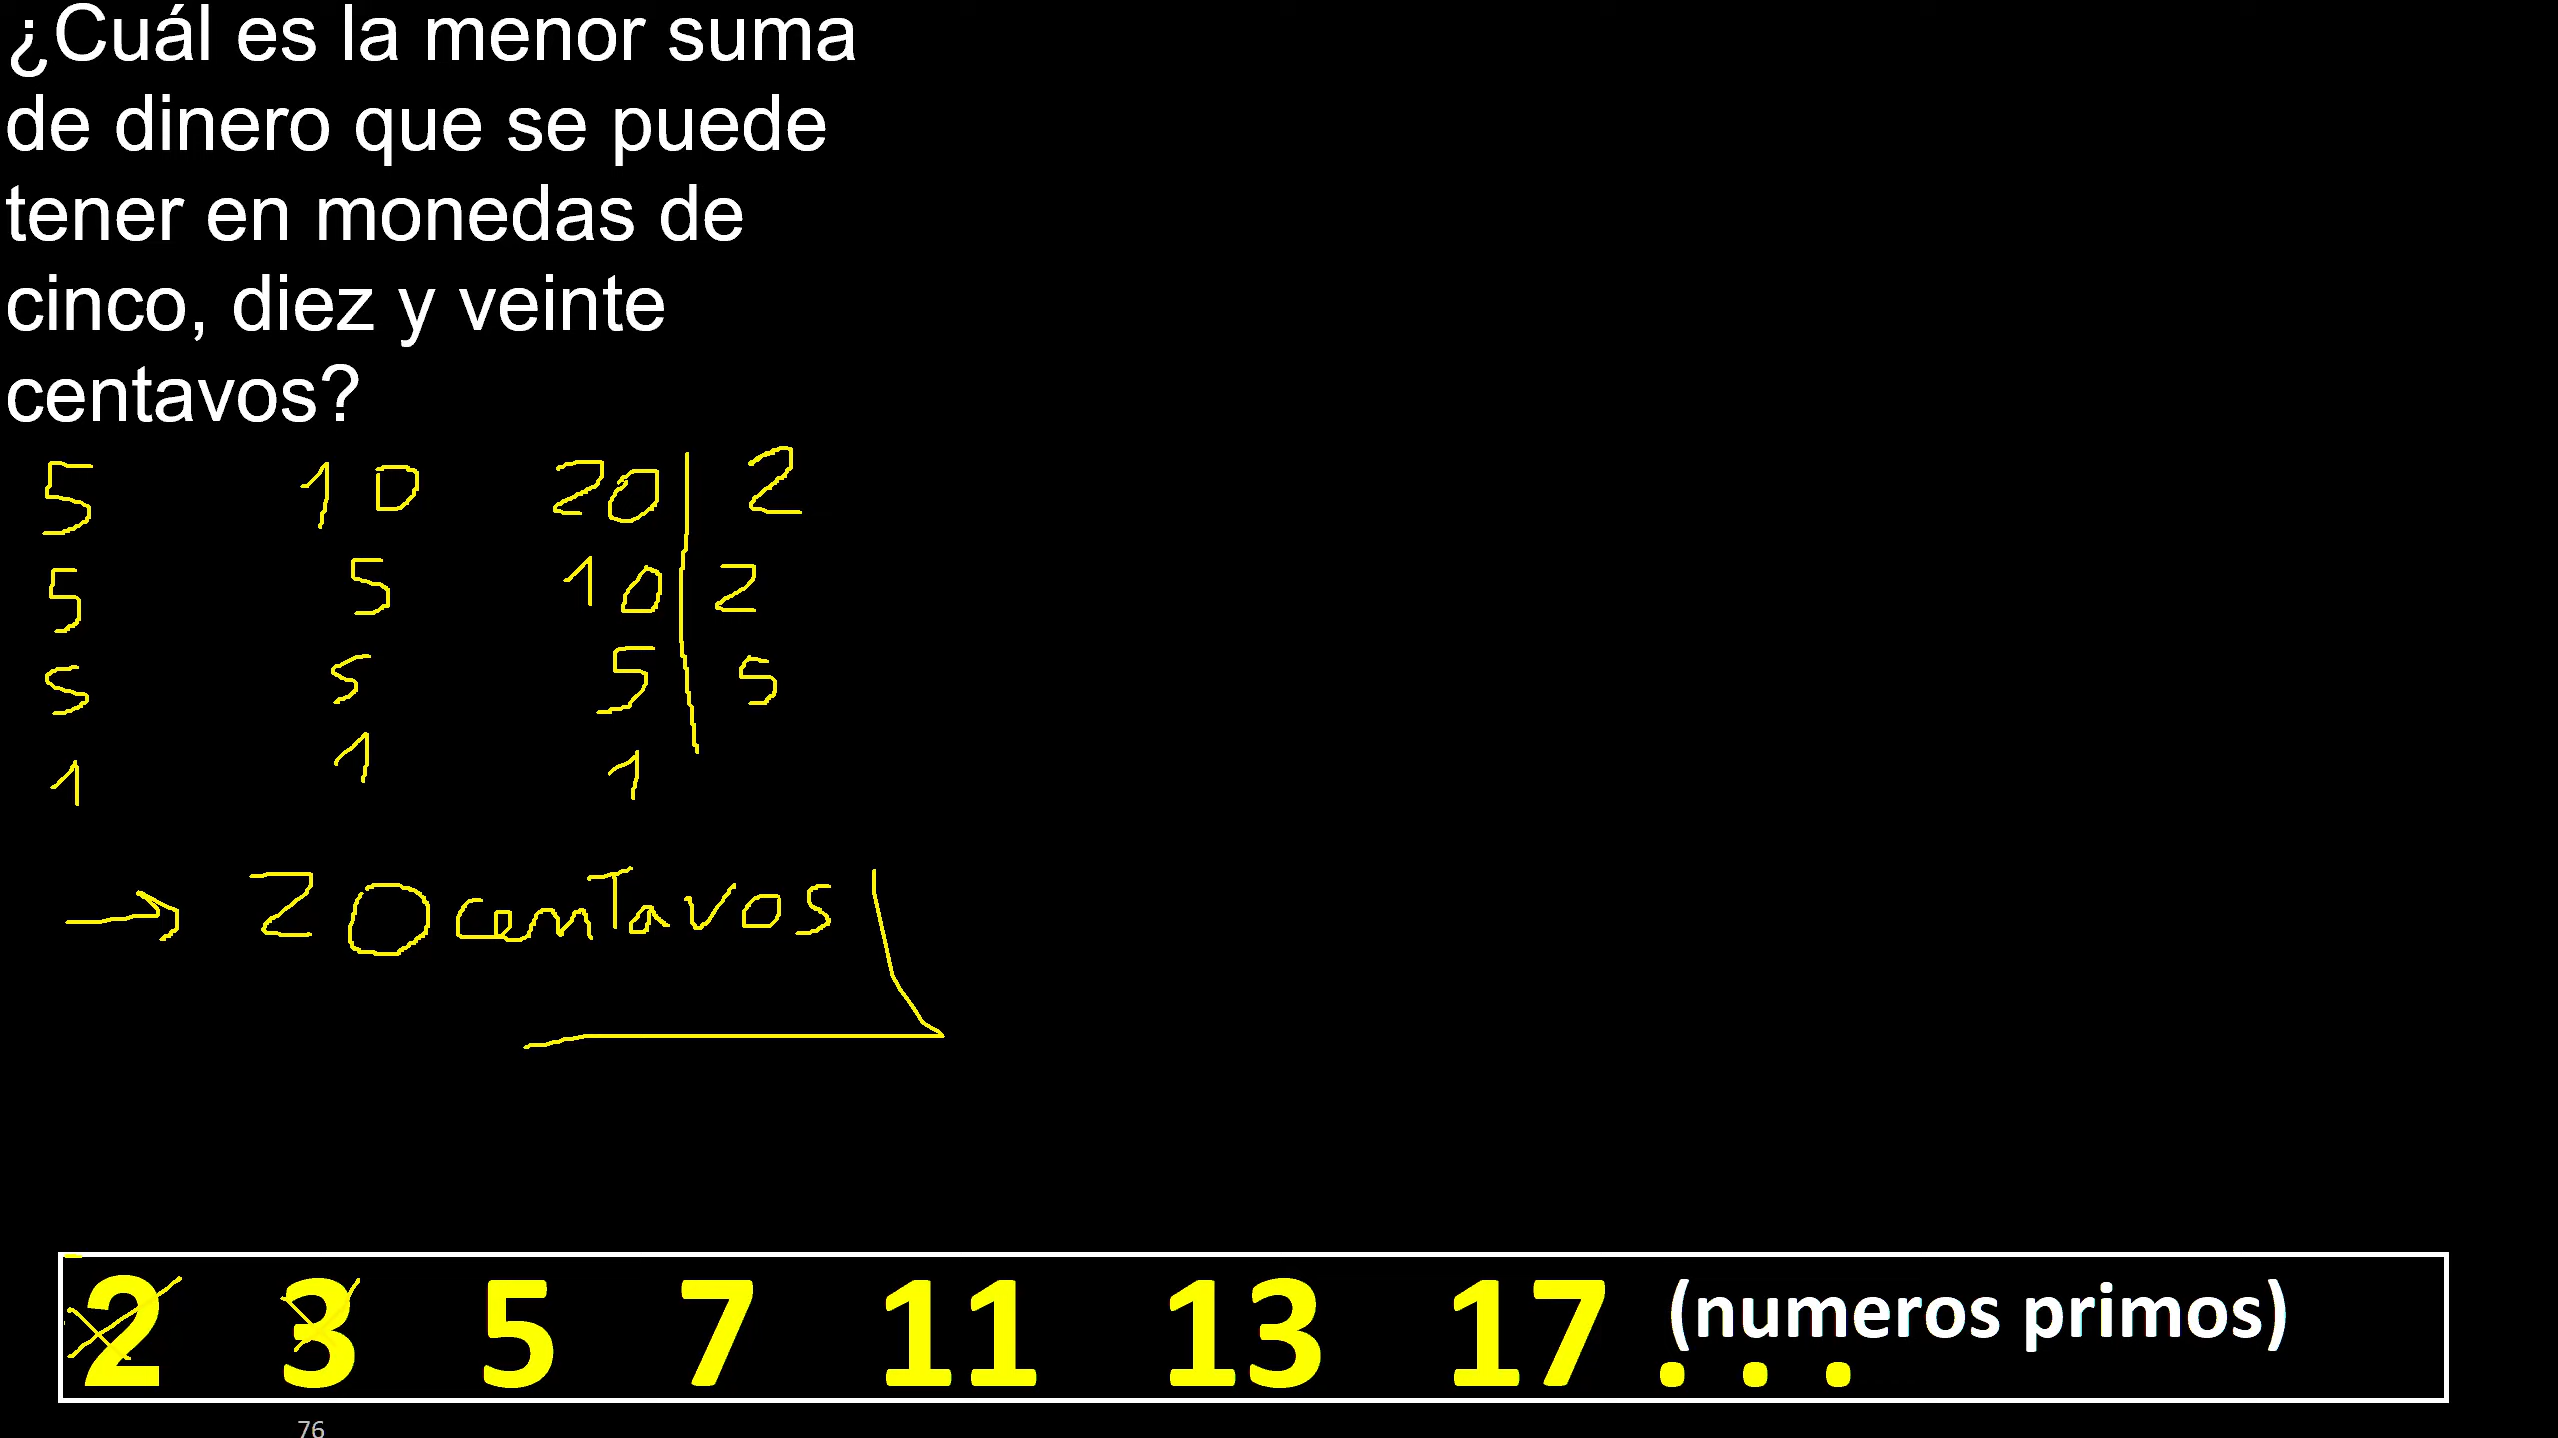 ¿Cuál es la menor suma
de dinero que se puede
tener en monedas de
cinco, diez y veinte
centavos?
5 10 20 | 2
5 5 10 | 2
5 5 5 | 5
1 1 1
→ 20 centavos
2 3 5 7 11 13 17 . . . (numeros primos)
76